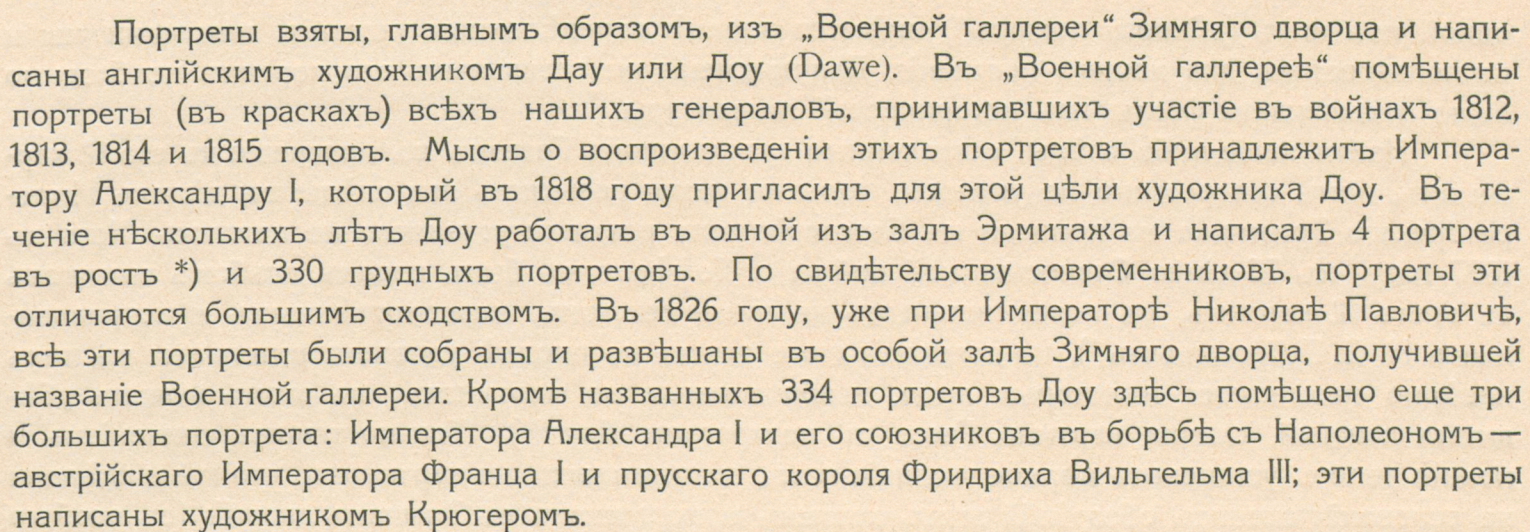 Портреты взяты, главнымъ образомъ, изъ „Военной галлереи“ Зимняго дворца и напи-
саны англійскимъ художникомъ Дау или Доу (Dawe). Въ „Военной галлереѣ“ помѣщены
портреты (въ краскахъ) всѣхъ нашихъ генераловъ, принимавшихъ участіе въ войнахъ 1812,
1813, 1814 и 1815 годовъ. Мысль о воспроизведеніи этихъ портретовъ принадлежитъ Импера-
тору Александру I, который въ 1818 году пригласилъ для этой цѣли художника Доу. Въ те-
ченіе нѣсколькихъ лѣтъ Доу работалъ въ одной изъ залъ Эрмитажа и написалъ 4 портрета
въ ростъ *) и 330 грудныхъ портретовъ. По свидѣтельству современниковъ, портреты эти
отличаются большимъ сходствомъ. Въ 1826 году, уже при Императорѣ Николаѣ Павловичѣ,
всѣ эти портреты были собраны и развѣшаны въ особой залѣ Зимняго дворца, получившей
названіе Военной галлереи. Кромѣ названныхъ 334 портретовъ Доу здѣсь помѣщено еще три
большихъ портрета: Императора Александра I и его союзниковъ въ борьбѣ съ Наполеономъ —
австрійскаго Императора Франца I и прусскаго короля Фридриха Вильгельма III; эти портреты
написаны художникомъ Крюгеромъ.